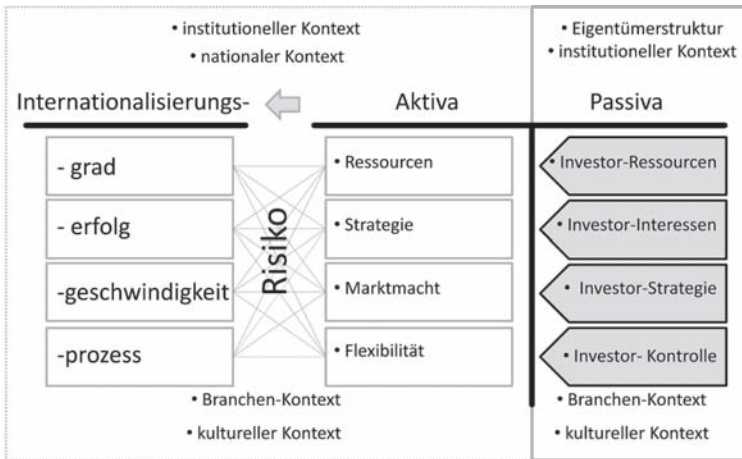 • institutioneller Kontext
• nationaler Kontext
• Eigentümerstruktur
• institutioneller Kontext
Internationalisierungs-
Aktiva
Passiva
- grad
- erfolg
-geschwindigkeit
-prozess
Risiko
• Ressourcen
• Strategie
• Marktmacht
• Flexibilität
• Investor-Ressourcen
• Investor-Interessen
• Investor-Strategie
• Investor- Kontrolle
• Branchen-Kontext
• kultureller Kontext
• Branchen-Kontext
• kultureller Kontext